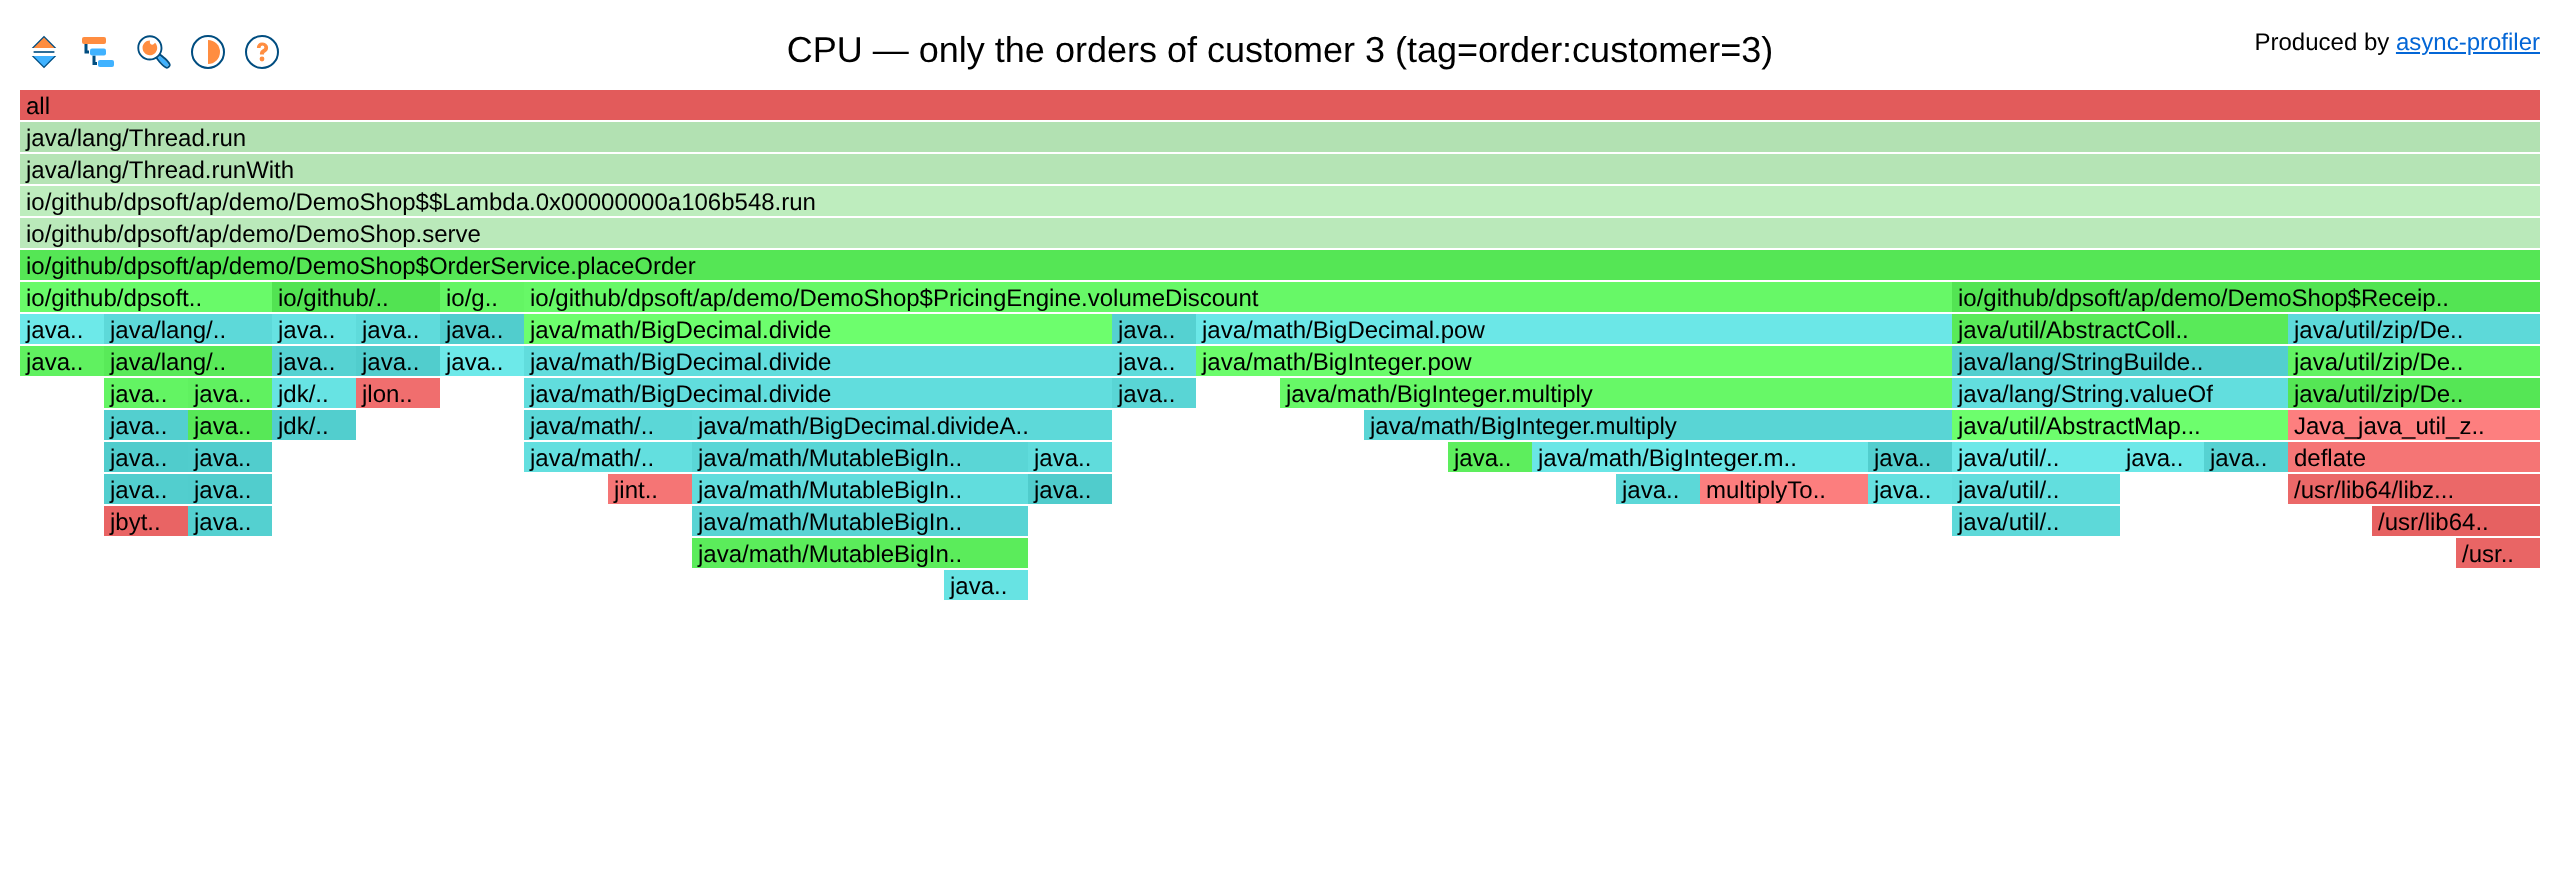 CPU — only the orders of customer 3 (tag=order:customer=3)
Produced by async-profiler
all
java/lang/Thread.run
java/lang/Thread.runWith
io/github/dpsoft/ap/demo/DemoShop$$Lambda.0x00000000a106b548.run
io/github/dpsoft/ap/demo/DemoShop.serve
io/github/dpsoft/ap/demo/DemoShop$OrderService.placeOrder
io/github/dpsoft.. io/github/.. io/g.. io/github/dpsoft/ap/demo/DemoShop$PricingEngine.volumeDiscount io/github/dpsoft/ap/demo/DemoShop$Receip..
java.. java/lang/.. java.. java.. java.. java/math/BigDecimal.divide java.. java/math/BigDecimal.pow java/util/AbstractColl.. java/util/zip/De..
java.. java/lang/.. java.. java.. java.. java/math/BigDecimal.divide java.. java/math/BigInteger.pow java/lang/StringBuilde.. java/util/zip/De..
java.. java.. jdk/.. jlon.. java/math/BigDecimal.divide java.. java/math/BigInteger.multiply java/lang/String.valueOf java/util/zip/De..
java.. java.. jdk/.. java/math/.. java/math/BigDecimal.divideA.. java/math/BigInteger.multiply java/util/AbstractMap... Java_java_util_z..
java.. java.. java/math/.. java/math/MutableBigIn.. java.. java.. java/math/BigInteger.m.. java.. java/util/.. java.. java.. deflate
java.. java.. jint.. java/math/MutableBigIn.. java.. java.. multiplyTo.. java.. java/util/.. /usr/lib64/libz...
jbyt.. java.. java/math/MutableBigIn.. java/util/.. /usr/lib64..
java/math/MutableBigIn.. /usr..
java..